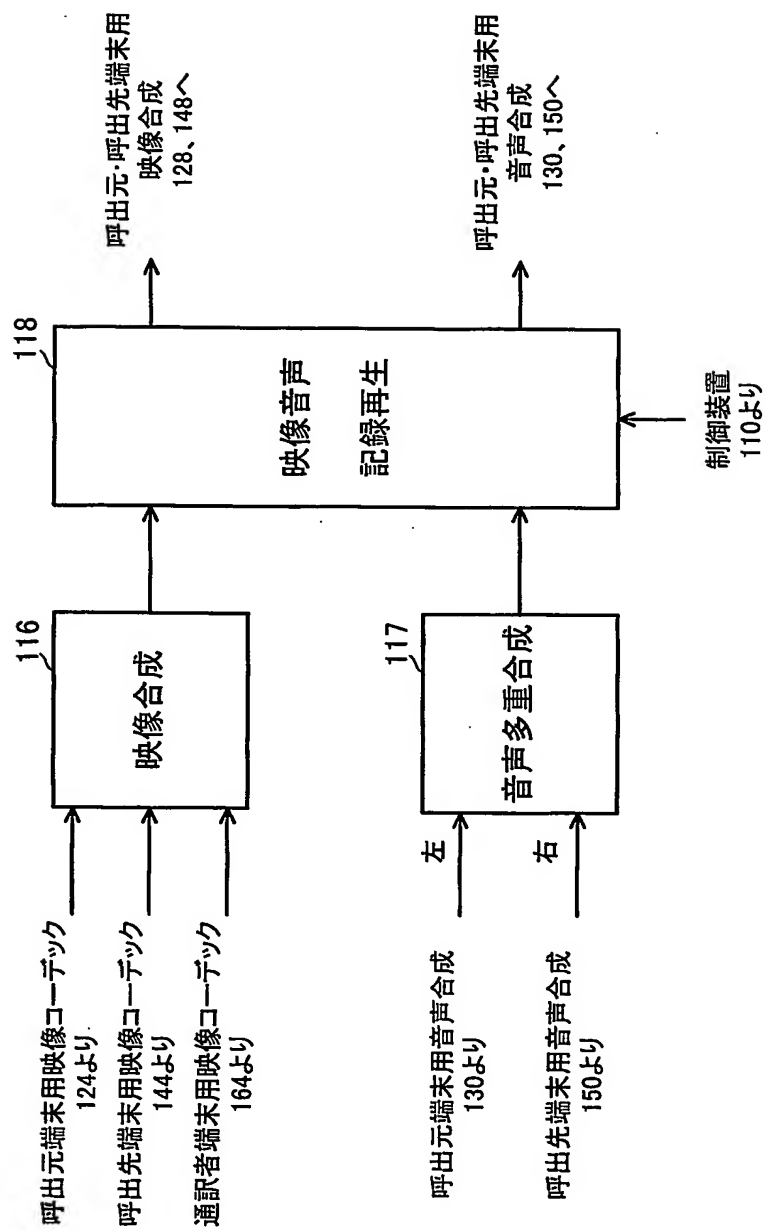 呼出元端末用映像コーデック
124より
呼出先端末用映像コーデック
144より
通訳者端末用映像コーデック
164より
116
映像合成
呼出元端末用音声合成
130より
左
呼出先端末用音声合成
150より
右
117
音声多重合成
118
映像音声
記録再生
制御装置
110より
呼出元・呼出先端末用
映像合成
128、148へ
呼出元・呼出先端末用
音声合成
130、150へ